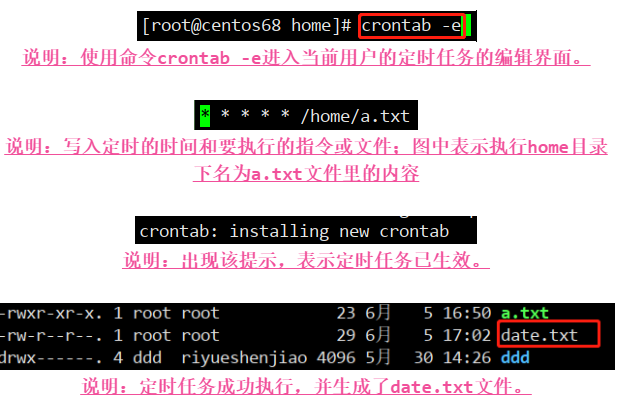 [root@centos68 home]# crontab -e
说明：使用命令crontab -e进入当前用户的定时任务的编辑界面。
* * * * * /home/a.txt
说明：写入定时的时间和要执行的指令或文件；图中表示执行home目录
下名为a.txt文件里的内容
crontab: installing new crontab
说明：出现该提示，表示定时任务已生效。
-rwxr-xr-x. 1 root root 23 6月 5 16:50 a.txt
-rw-r--r--. 1 root root 29 6月 5 17:02 date.txt
drwx------. 4 ddd riyueshenjiao 4096 5月 30 14:26 ddd
说明：定时任务成功执行，并生成了date.txt文件。